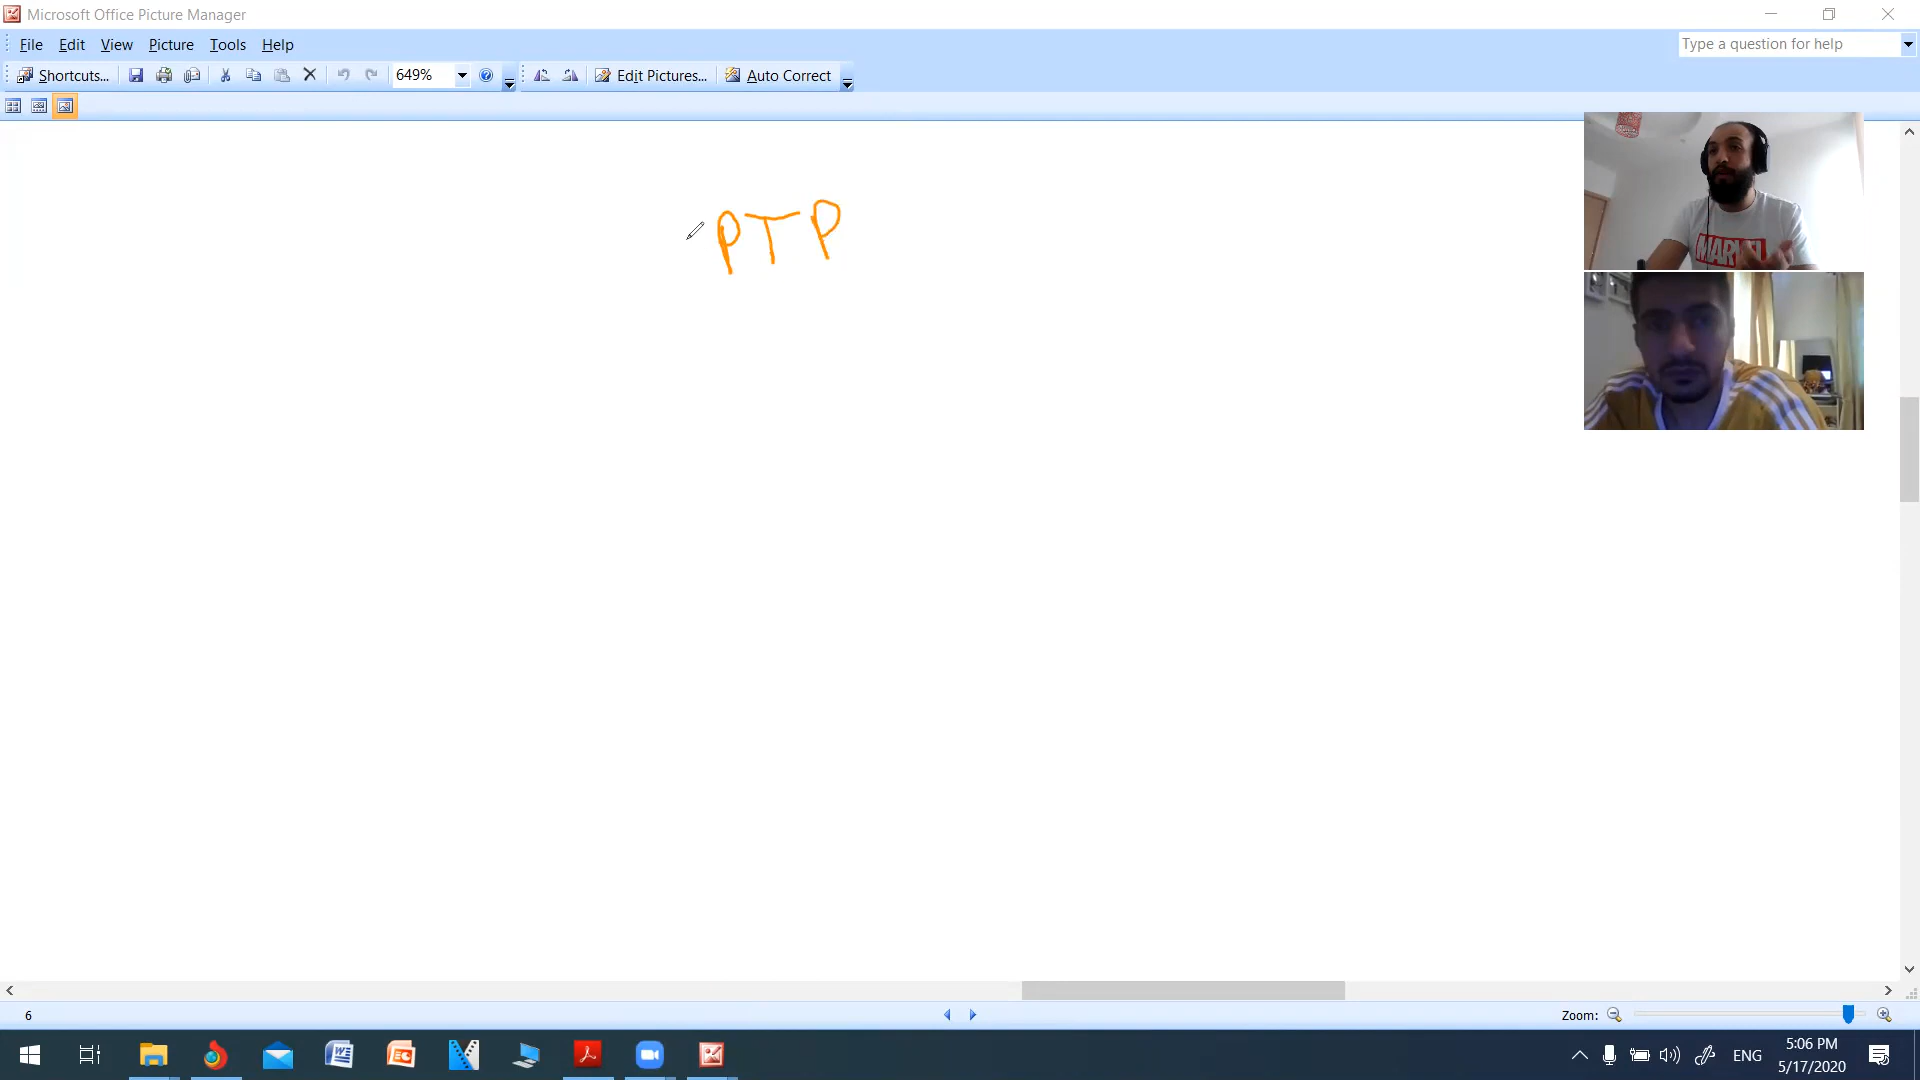 Microsoft Office Picture Manager
File Edit View Picture Tools Help
Type a question for help
Shortcuts... 649% Edit Pictures... Auto Correct
PTP
MARVEL
6
Zoom:
ENG
5:06 PM
5/17/2020